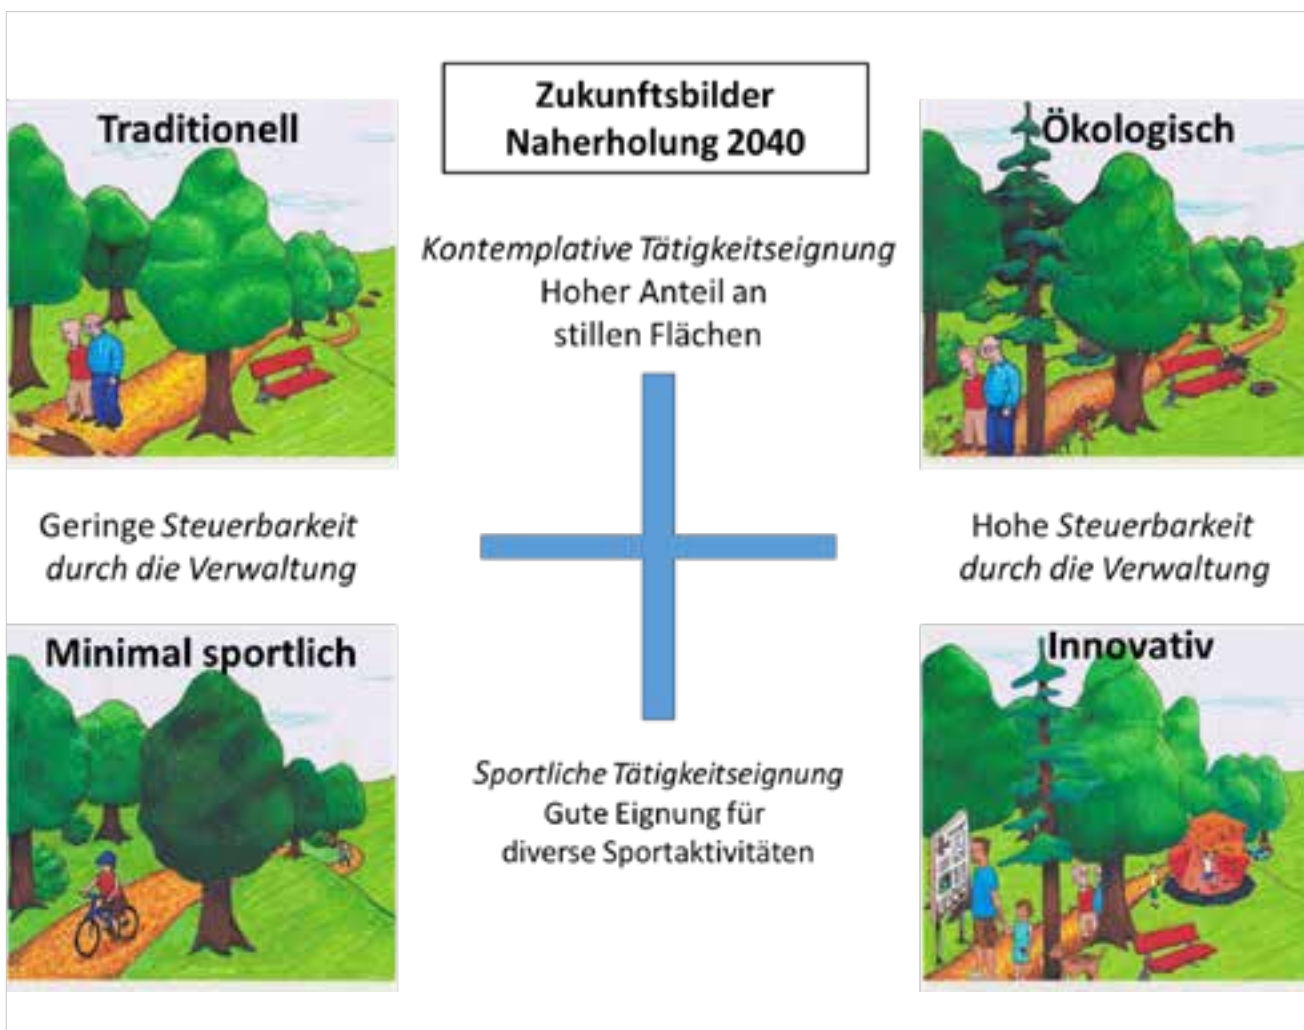 Zukunftsbilder
Naherholung 2040
Traditionell
Ökologisch
Kontemplative Tätigkeitseignung
Hoher Anteil an
stillen Flächen
Geringe Steuerbarkeit
durch die Verwaltung
Hohe Steuerbarkeit
durch die Verwaltung
Minimal sportlich
Innovativ
Sportliche Tätigkeitseignung
Gute Eignung für
diverse Sportaktivitäten